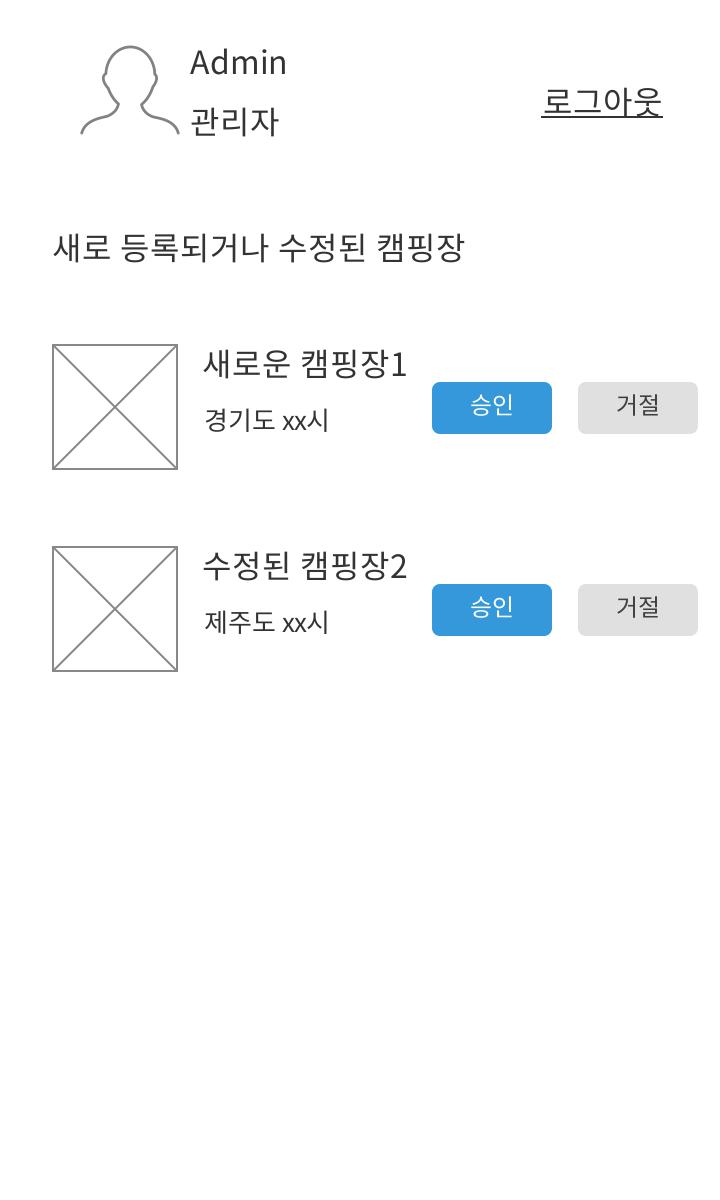 Admin
관리자
로그아웃
새로 등록되거나 수정된 캠핑장
새로운 캠핑장1
경기도 xx시
승인
거절
수정된 캠핑장2
제주도 xx시
승인
거절